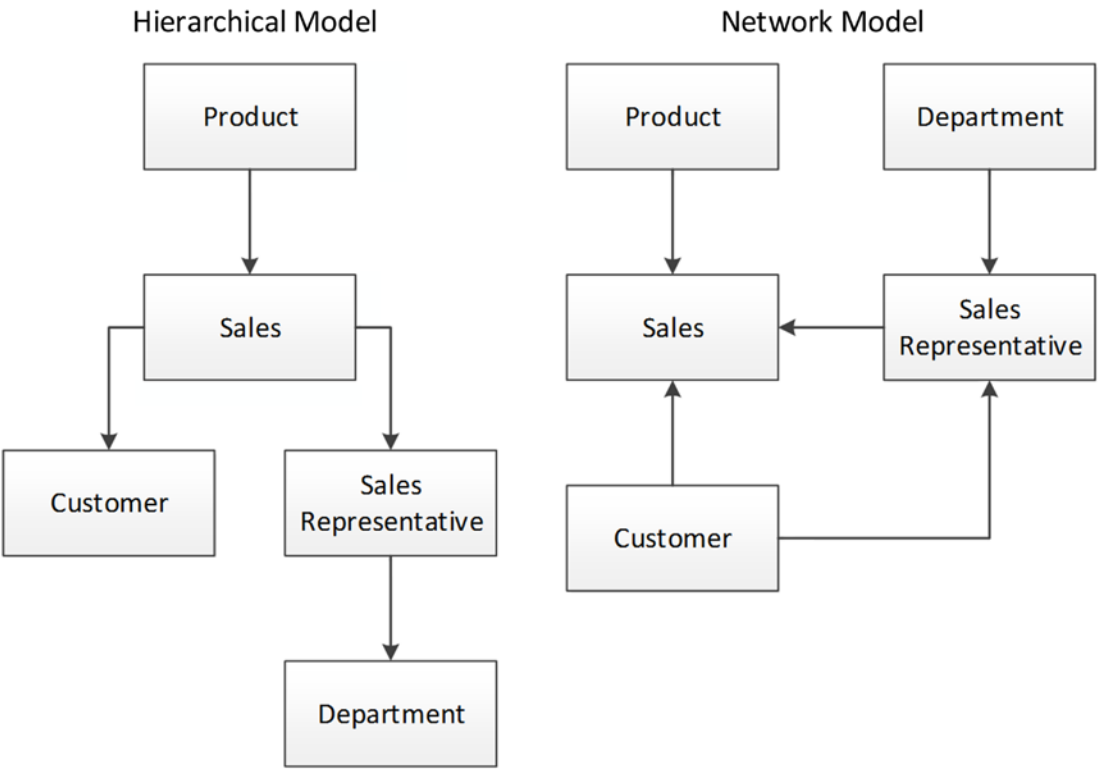 Hierarchical Model
Product
Sales
Customer
Sales
Representative
Department
Network Model
Product
Department
Sales
Sales
Representative
Customer